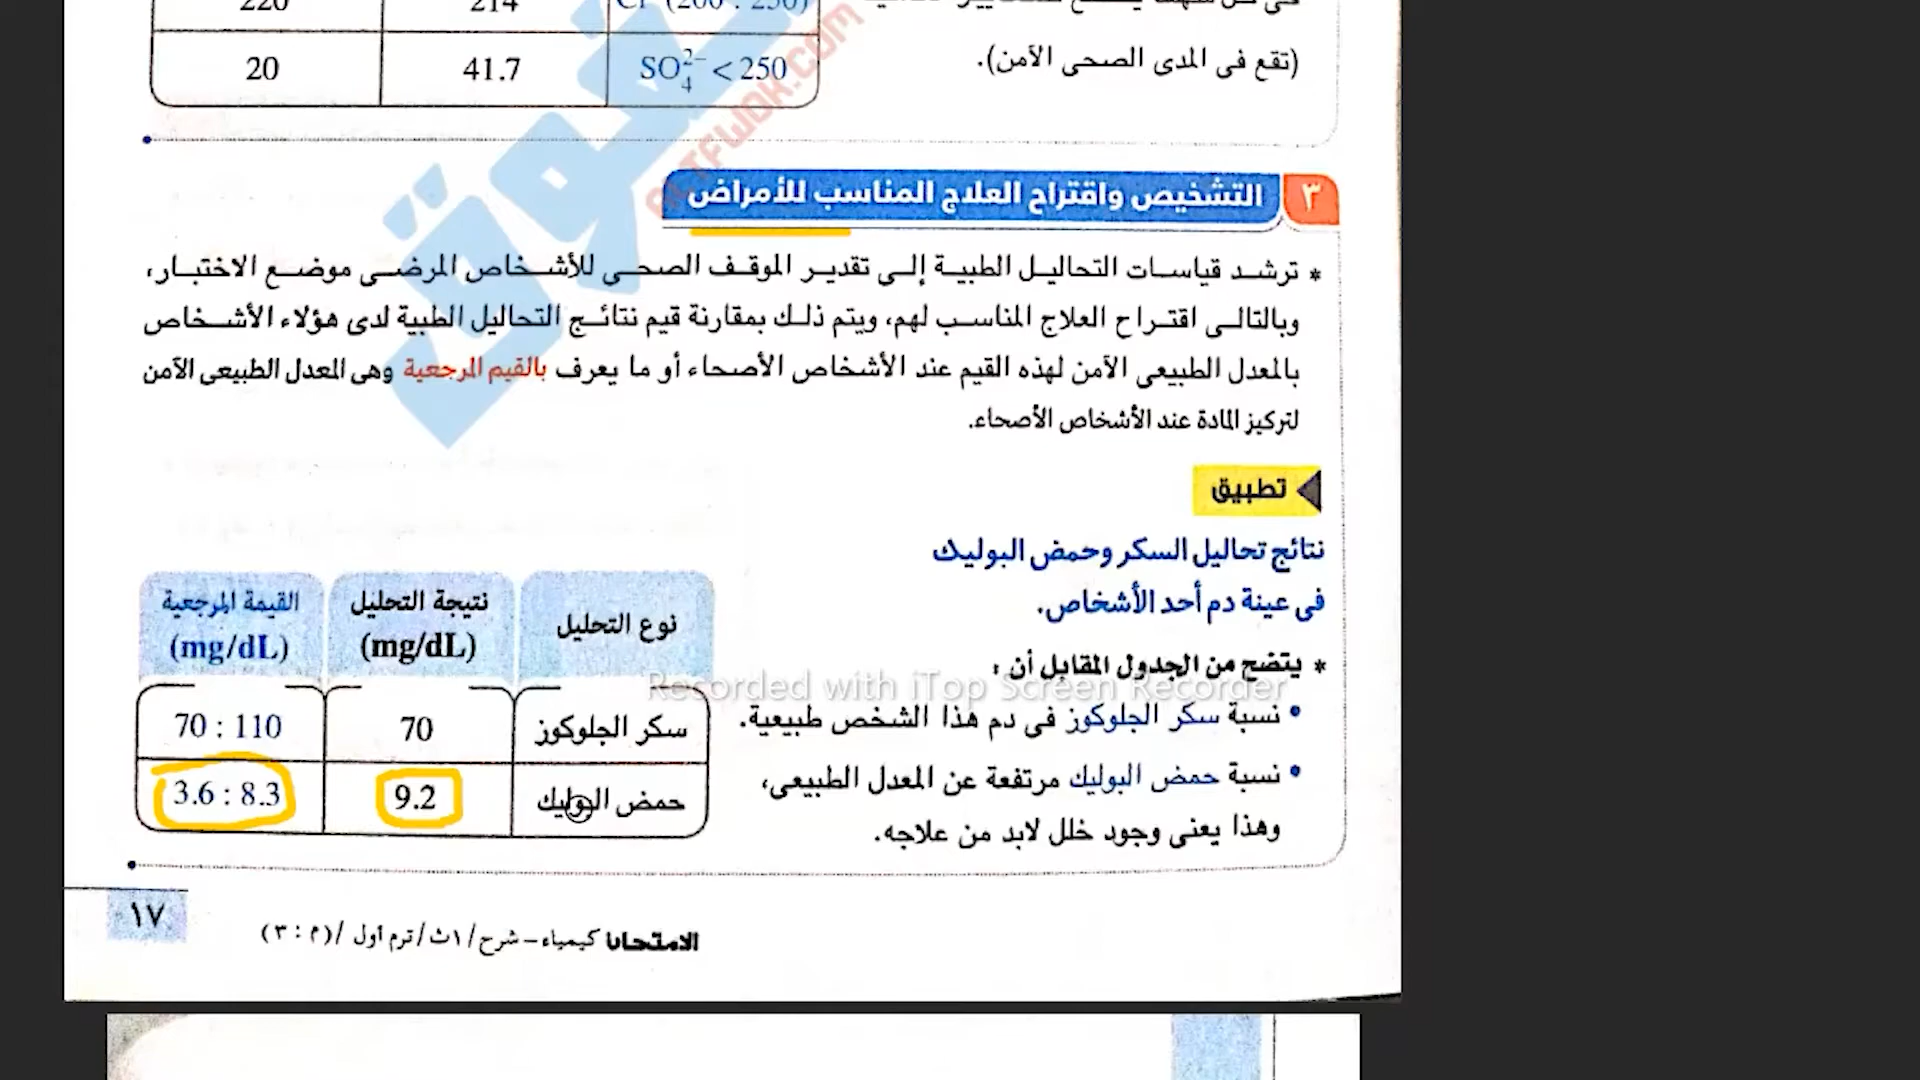 220 214
(تقع فى المدى الصحى الآمن).
SO₄²⁻ < 250 41.7 20
٣ التشخيص واقتراح العلاج المناسب للأمراض
* ترشد قياسات التحاليل الطبية إلى تقدير الموقف الصحى للأشخاص المرضى موضع الاختبار،
وبالتالى اقتراح العلاج المناسب لهم، ويتم ذلك بمقارنة قيم نتائج التحاليل الطبية لدى هؤلاء الأشخاص
بالمعدل الطبيعى الآمن لهذه القيم عند الأشخاص الأصحاء أو ما يعرف بالقيم المرجعية وهى المعدل الطبيعى الآمن
لتركيز المادة عند الأشخاص الأصحاء.
تطبيق
نتائج تحاليل السكر وحمض البوليك
فى عينة دم أحد الأشخاص.
* يتضح من الجدول المقابل أن :
• نسبة سكر الجلوكوز فى دم هذا الشخص طبيعية.
• نسبة حمض البوليك مرتفعة عن المعدل الطبيعى،
وهذا يعنى وجود خلل لابد من علاجه.
نوع التحليل نتيجة التحليل (mg/dL) القيمة المرجعية (mg/dL)
سكر الجلوكوز 70 70 : 110
حمض البوليك 9.2 3.6 : 8.3
Recorded with iTop Screen Recorder
الامتحان كيمياء – شرح / ١ث / ترم أول / (م : ٣)
١٧